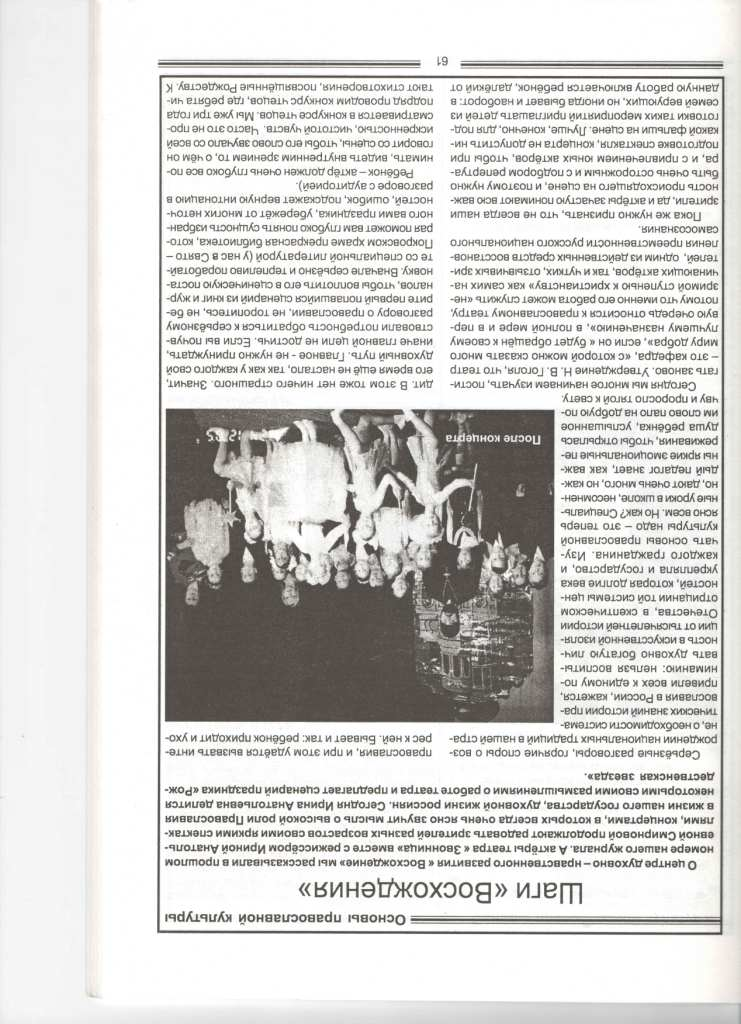 Основы православной культуры
Шаги «Восхождения»
О центре духовно – нравственного развития « Восхождение» мы рассказывали в прошлом
номере нашего журнала. А актёры театра « Звонница» вместе с режиссёром Ириной Анатоль-
евной Смирновой продолжают радовать зрителей разных возрастов своими яркими спектак-
лями, концертами, в которых всегда очень ясно звучит мысль о высокой роли Православия
в жизни нашего государства, духовной жизни россиян. Сегодня Ирина Анатольевна делится
некоторыми своими размышлениями о работе театра и предлагает сценарий праздника «Рож-
дественская звезда».
Серьёзные разговоры, горячие споры о воз-
рождении национальных традиций в нашей стра-
не, о необходимости система-
тических знаний истории пра-
вославия в России, кажется,
привели всех к единому по-
ниманию: нельзя воспиты-
вать духовно богатую лич-
ность в искусственной изоля-
ции от тысячелетней истории
Отечества, в скептическом
отрицании той системы цен-
ностей, которая долгие века
укрепляла и государство, и
каждого гражданина. Изу-
чать основы православной
культуры надо – это теперь
ясно всем. Но как? Специаль-
ные уроки в школе, несомнен-
но, дают очень много, но каж-
дый педагог знает, как важ-
ны яркие эмоциональные пе-
реживания, чтобы открылась
душа ребёнка, услышанное
им слово пало на добрую по-
чву и проросло тягой к свету.
Сегодня мы многое начинаем изучать, пости-
гать заново. Утверждение Н. В. Гоголя, что театр
– это кафедра, «с которой можно сказать много
миру добра», если он « будет обращён к своему
лучшему назначению», в полной мере и в пер-
вую очередь относится к православному театру,
потому что именно его работа может служить «не-
зримой ступенью к христианству» как самих на-
чинающих актёров, так и чутких, отзывчивых зри-
телей, одним из действенных средств восстанов-
ления преемственности русского национального
самосознания.
Пока же нужно признать, что не всегда наши
зрители, да и актёры зачастую понимают всю важ-
ность происходящего на сцене, и поэтому нужно
быть очень осторожным и с подбором репертуа-
ра, и с привлечением юных актёров, чтобы при
подготовке спектакля, концерта не допустить ни-
какой фальши на сцене. Лучше, конечно, для под-
готовки таких мероприятий приглашать детей из
семей верующих, но иногда бывает и наоборот: в
данную работу включается ребёнок, далёкий от
православия, и при этом удаётся вызвать инте-
рес к ней. Бывает и так: ребёнок приходит и ухо-
После концерта
дит. В этом тоже нет ничего страшного. Значит,
его время ещё не настало, так как у каждого свой
духовный путь. Главное - не нужно принуждать,
иначе главной цели не достичь. Если вы почув-
ствовали потребность обратиться к серьёзному
разговору о православии, не торопитесь, не бе-
рите первый попавшийся сценарий из книг и жур-
налов, чтобы воплотить его в сценическую поста-
новку. Вначале серьёзно и терпеливо поработай-
те со специальной литературой (у нас в Свято –
Покровском храме прекрасная библиотека, кото-
рая поможет вам глубоко понять сущность избран-
ного вами праздника, убережёт от многих неточ-
ностей, ошибок, подскажет верную интонацию в
разговоре с аудиторией).
Ребёнок – актёр должен очень глубоко все по-
нимать, видеть внутренним зрением то, о чём он
говорит со сцены, чтобы его слово звучало со всей
искренностью, чистотой чувств. Часто это не про-
сматривается в конкурсе чтецов. Мы уже три года
подряд проводим конкурс чтецов, где ребята чи-
тают стихотворения, посвящённые Рождеству. К
61